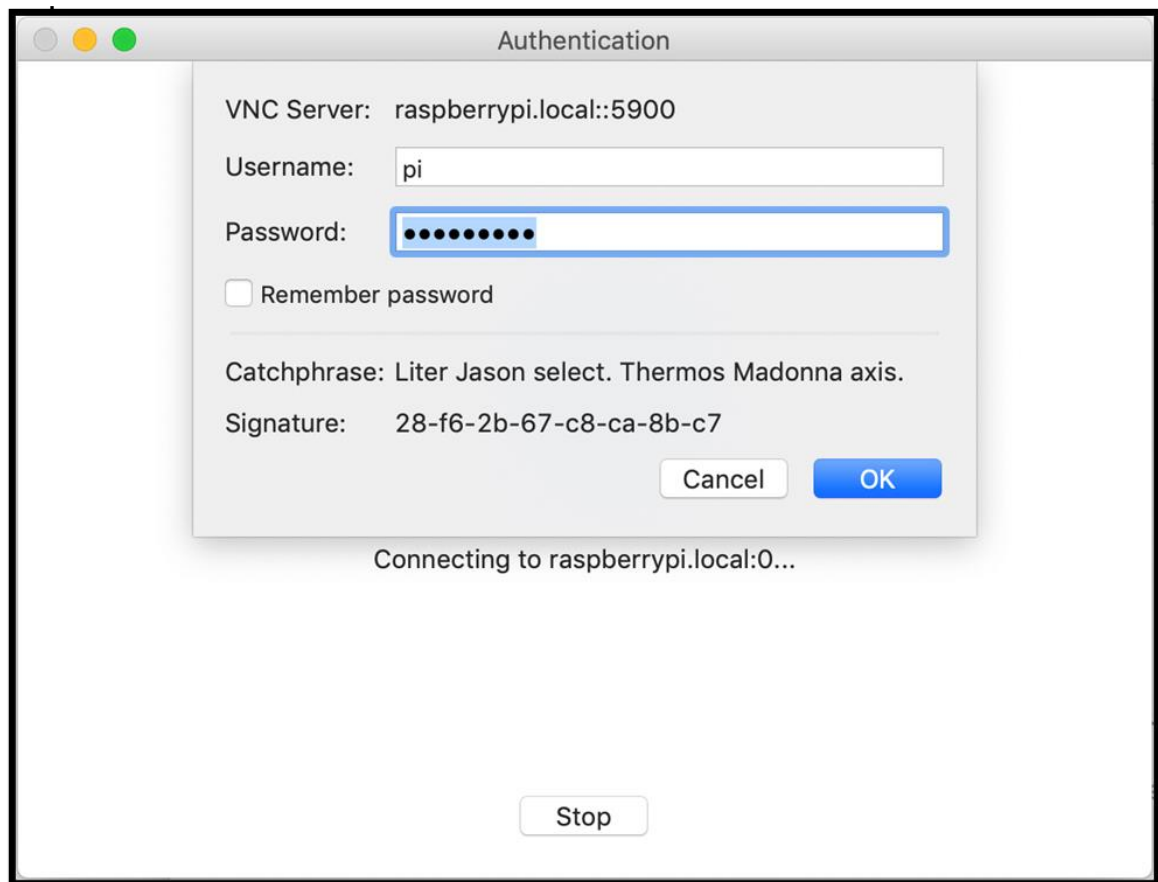 Authentication
VNC Server: raspberrypi.local::5900
Username: pi
Password: •••••••••
Remember password
Catchphrase: Liter Jason select. Thermos Madonna axis.
Signature: 28-f6-2b-67-c8-ca-8b-c7
Cancel OK
Connecting to raspberrypi.local:0...
Stop